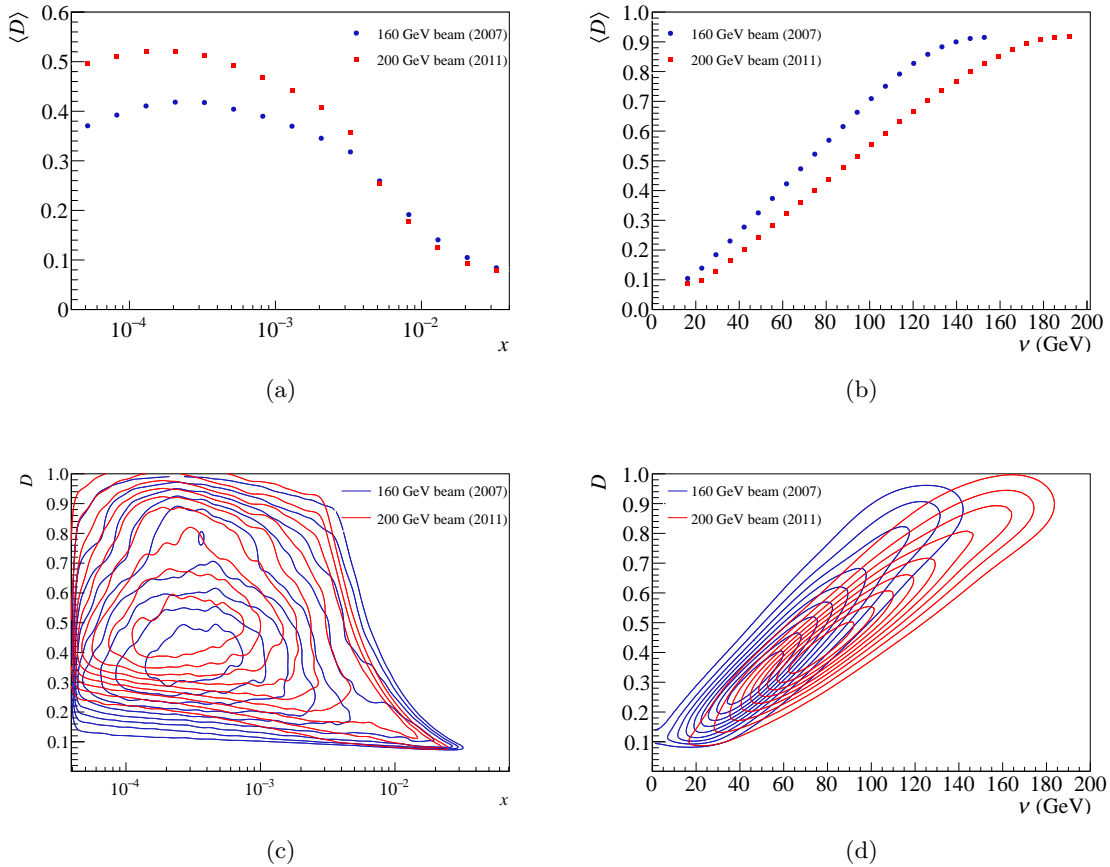 ⟨D⟩
0.6
0.5
0.4
0.3
0.2
0.1
0
160 GeV beam (2007)
200 GeV beam (2011)
10⁻⁴ 10⁻³ 10⁻²
x
(a)
⟨D⟩
1.0
0.9
0.8
0.7
0.6
0.5
0.4
0.3
0.2
0.1
0.0
160 GeV beam (2007)
200 GeV beam (2011)
0 20 40 60 80 100 120 140 160 180 200
ν (GeV)
(b)
D
1.0
0.9
0.8
0.7
0.6
0.5
0.4
0.3
0.2
0.1
160 GeV beam (2007)
200 GeV beam (2011)
10⁻⁴ 10⁻³ 10⁻²
x
(c)
D
1.0
0.9
0.8
0.7
0.6
0.5
0.4
0.3
0.2
0.1
160 GeV beam (2007)
200 GeV beam (2011)
0 20 40 60 80 100 120 140 160 180 200
ν (GeV)
(d)